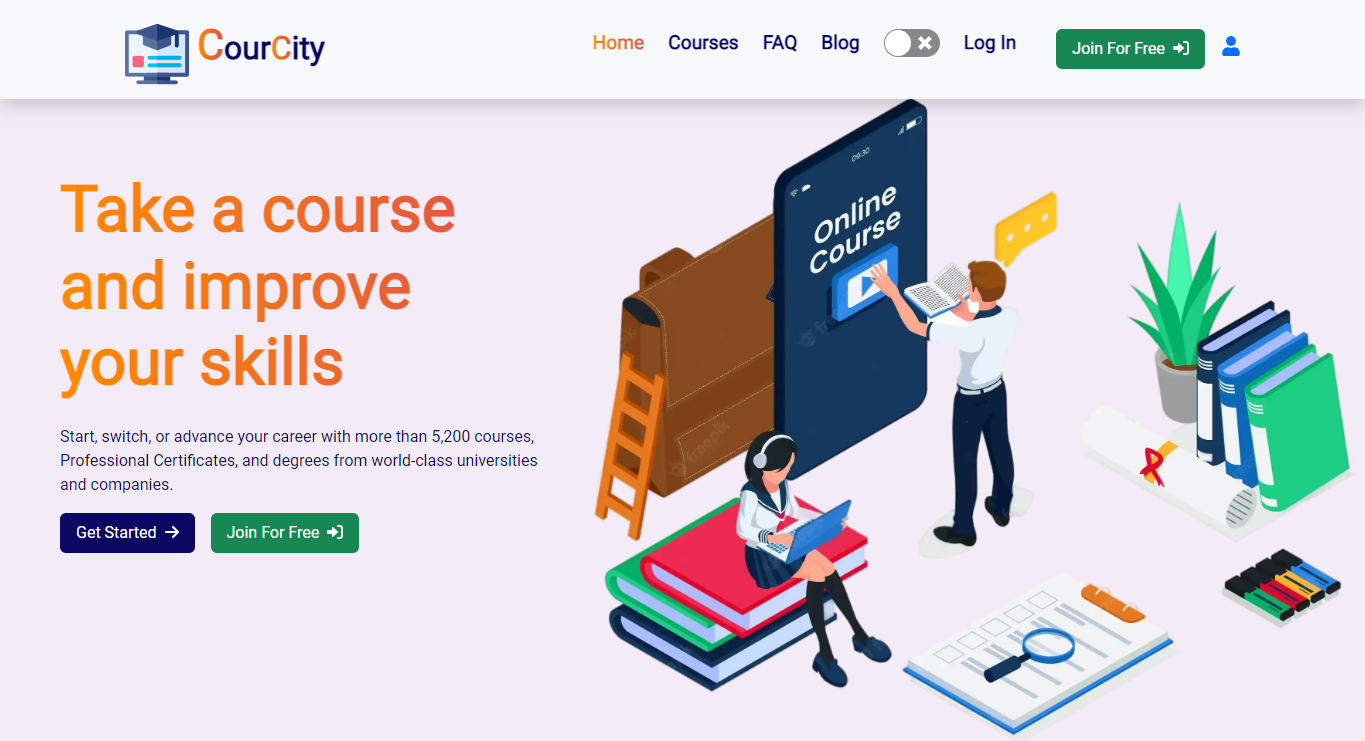 CourCity
Home Courses FAQ Blog Log In Join For Free
Take a course
and improve
your skills
Start, switch, or advance your career with more than 5,200 courses,
Professional Certificates, and degrees from world-class universities
and companies.
Get Started Join For Free
09:30
Online
Course
freepik